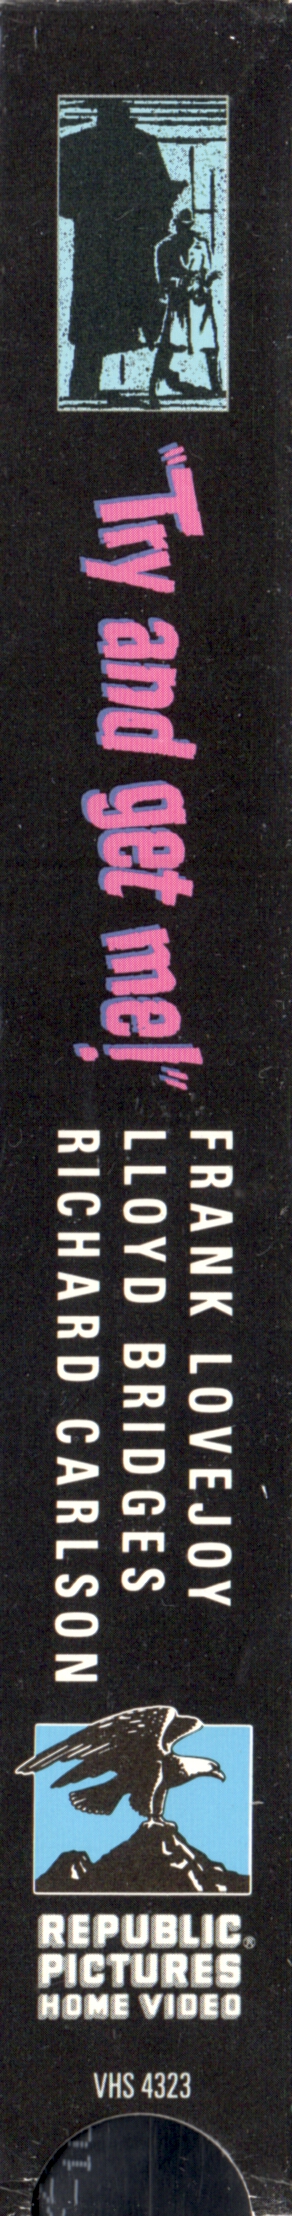 "Try and get me!"
FRANK LOVEJOY
LLOYD BRIDGES
RICHARD CARLSON
REPUBLIC®
PICTURES
HOME VIDEO
VHS 4323